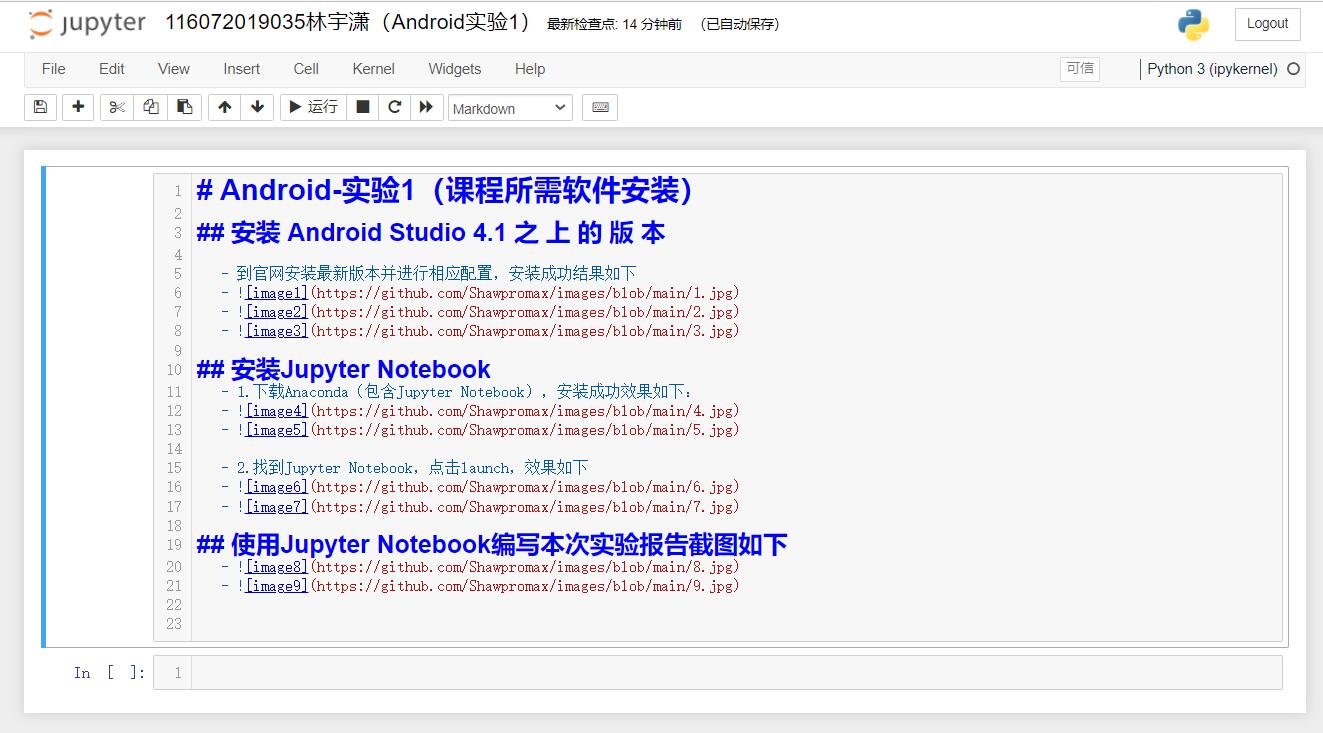 jupyter 116072019035林宇潇（Android实验1） 最新检查点: 14 分钟前 （已自动保存） Logout
File Edit View Insert Cell Kernel Widgets Help 可信 Python 3 (ipykernel)
运行 Markdown
1 # Android-实验1（课程所需软件安装）
2
3 ## 安装 Android Studio 4.1 之 上 的 版 本
4
5 - 到官网安装最新版本并进行相应配置，安装成功结果如下
6 - ![image1](https://github.com/Shawpromax/images/blob/main/1.jpg)
7 - ![image2](https://github.com/Shawpromax/images/blob/main/2.jpg)
8 - ![image3](https://github.com/Shawpromax/images/blob/main/3.jpg)
9
10 ## 安装Jupyter Notebook
11 - 1.下载Anaconda（包含Jupyter Notebook），安装成功效果如下：
12 - ![image4](https://github.com/Shawpromax/images/blob/main/4.jpg)
13 - ![image5](https://github.com/Shawpromax/images/blob/main/5.jpg)
14
15 - 2.找到Jupyter Notebook，点击launch，效果如下
16 - ![image6](https://github.com/Shawpromax/images/blob/main/6.jpg)
17 - ![image7](https://github.com/Shawpromax/images/blob/main/7.jpg)
18
19 ## 使用Jupyter Notebook编写本次实验报告截图如下
20 - ![image8](https://github.com/Shawpromax/images/blob/main/8.jpg)
21 - ![image9](https://github.com/Shawpromax/images/blob/main/9.jpg)
22
23
In [ ]: 1